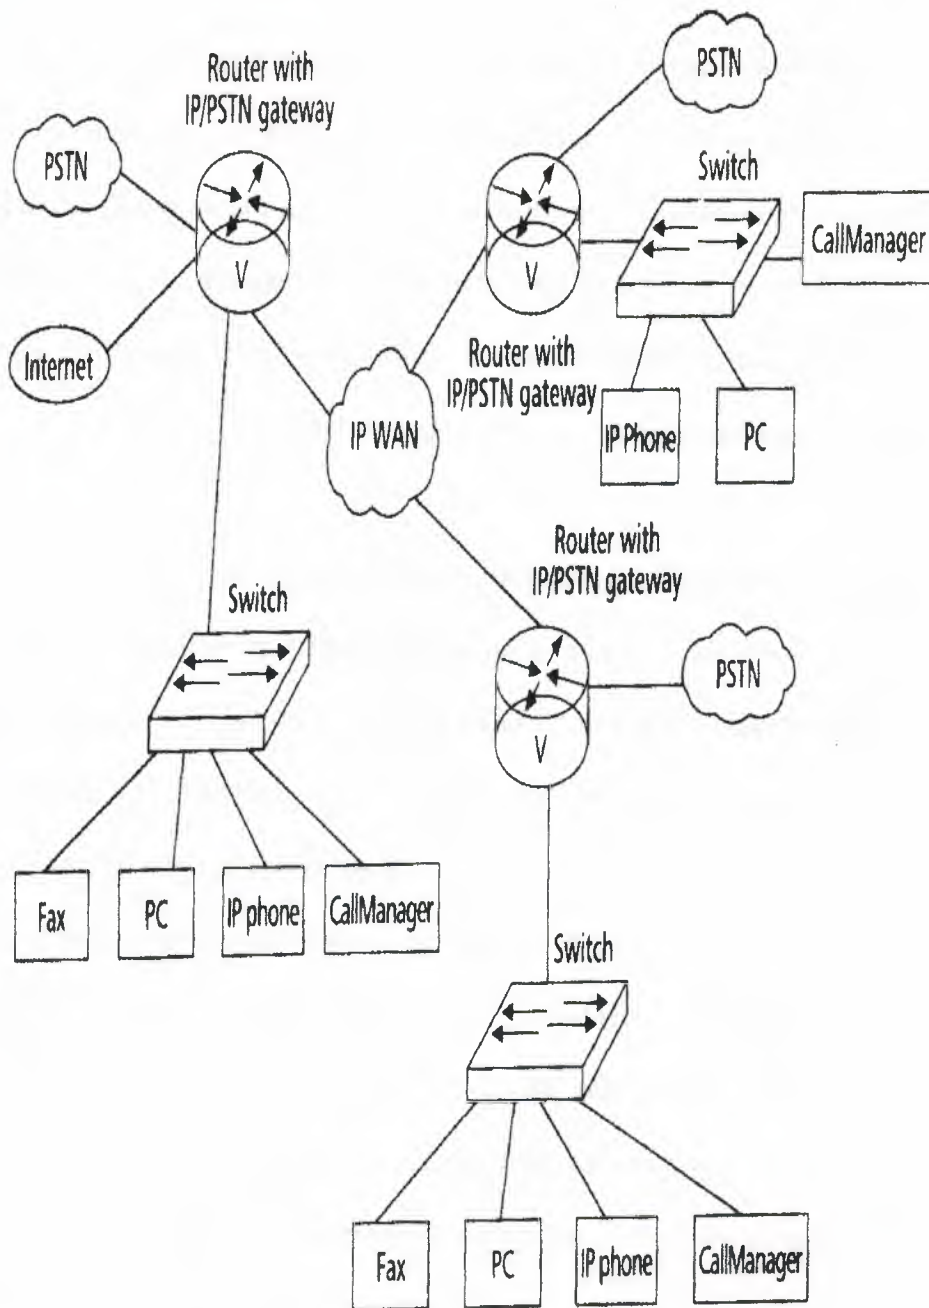 Router with
IP/PSTN gateway
PSTN
PSTN
Switch
CallManager
V
V
Internet
Router with
IP/PSTN gateway
IP WAN
IP Phone
PC
Router with
IP/PSTN gateway
Switch
PSTN
V
Fax
PC
IP phone
CallManager
Switch
Fax
PC
IP phone
CallManager